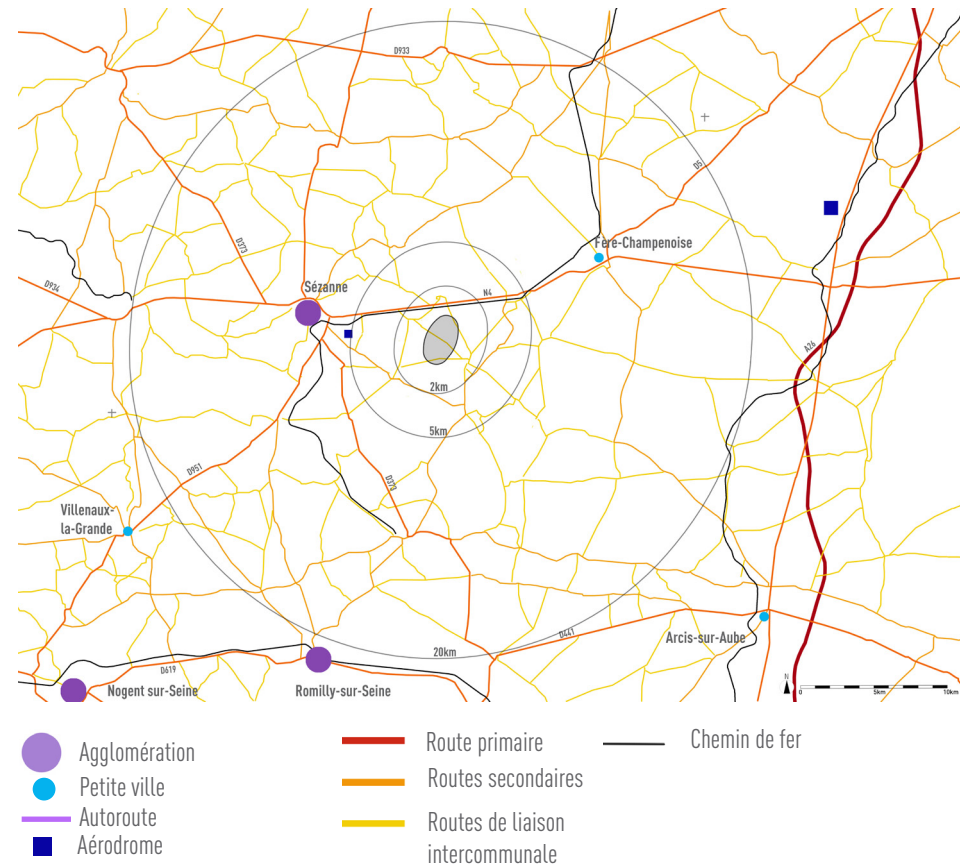 D933
D5
Fère-Champenoise
D373
D934
Sézanne
N4
A26
2km
5km
D951
D373
Villenaux-
la-Grande
Arcis-sur-Aube
D441
20km
D619
Nogent sur-Seine
Romilly-sur-Seine
N
0
5km
10km
Agglomération
Petite ville
Autoroute
Aérodrome
Route primaire
Routes secondaires
Routes de liaison
intercommunale
Chemin de fer